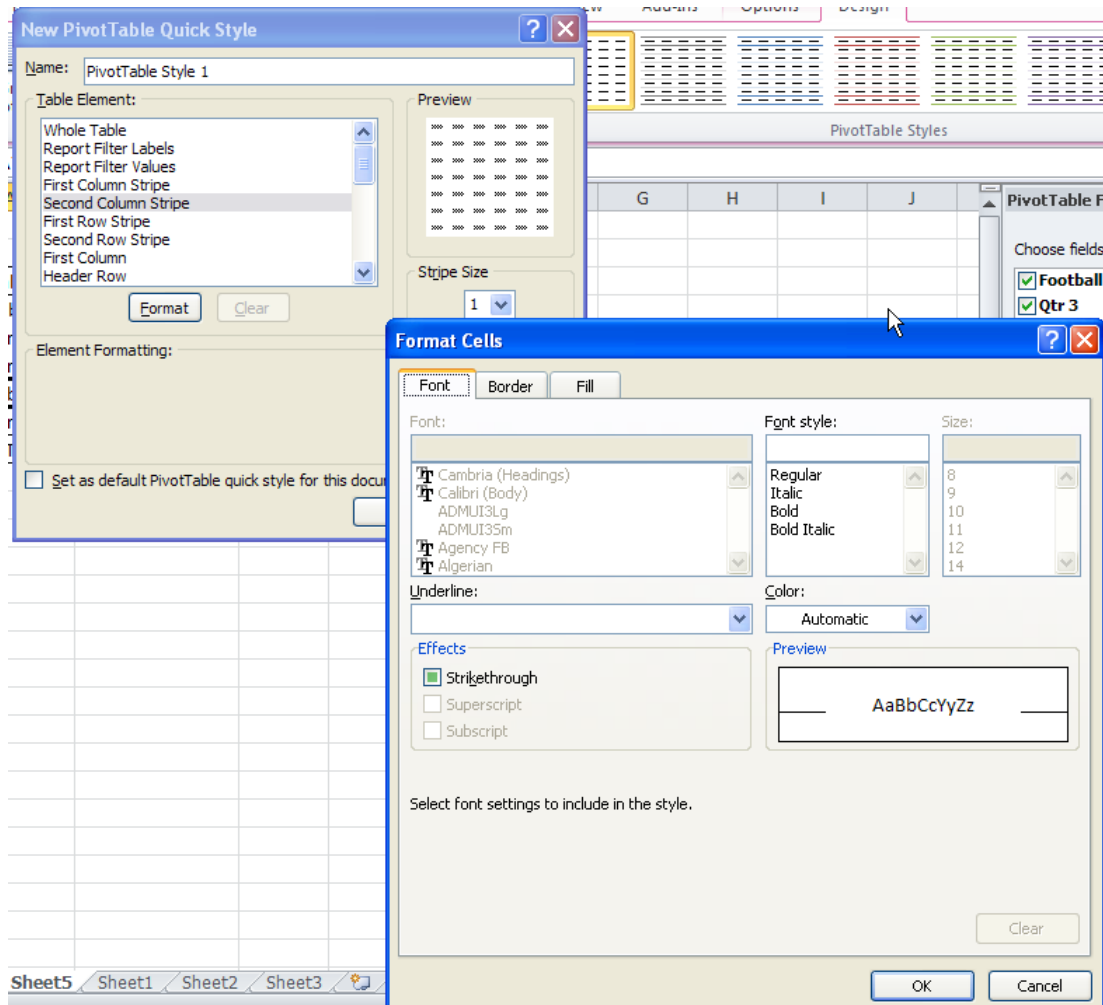 Add-Ins Options Design
New PivotTable Quick Style
Name: PivotTable Style 1
Table Element:
Whole Table
Report Filter Labels
Report Filter Values
First Column Stripe
Second Column Stripe
First Row Stripe
Second Row Stripe
First Column
Header Row
Format Clear
Preview
Stripe Size
1
Element Formatting:
Set as default PivotTable quick style for this
PivotTable Styles
G H I J
PivotTable
Choose fields
Football
Qtr 3
Format Cells
Font Border Fill
Font:
Cambria (Headings)
Calibri (Body)
ADMUI3Lg
ADMUI3Sm
Agency FB
Algerian
Font style:
Regular
Italic
Bold
Bold Italic
Size:
8
9
10
11
12
14
Underline:
Color:
Automatic
Effects
Strikethrough
Superscript
Subscript
Preview
AaBbCcYyZz
Select font settings to include in the style.
Clear
OK Cancel
Sheet5 Sheet1 Sheet2 Sheet3